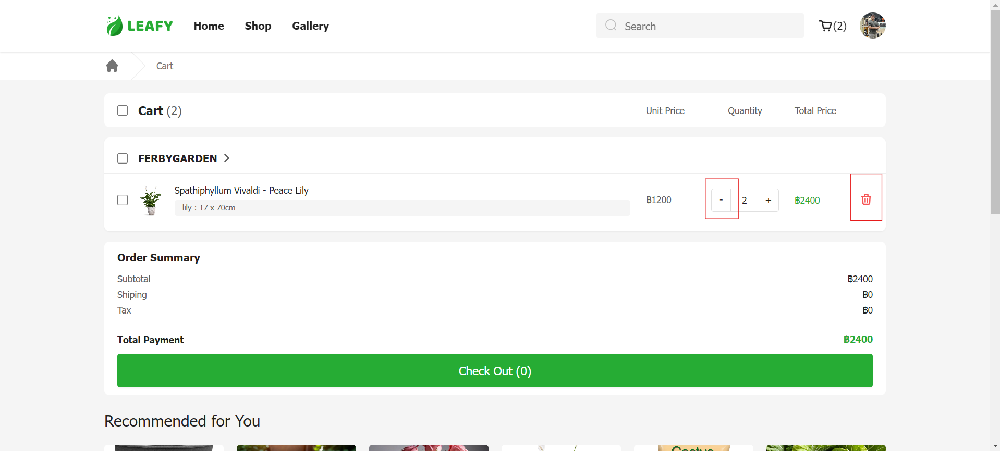 LEAFY Home Shop Gallery Search (2)
Cart
Cart (2) Unit Price Quantity Total Price
FERBYGARDEN
Spathiphyllum Vivaldi - Peace Lily
lily : 17 x 70cm
฿1200 - 2 + ฿2400
Order Summary
Subtotal ฿2400
Shiping ฿0
Tax ฿0
Total Payment ฿2400
Check Out (0)
Recommended for You
Cactus